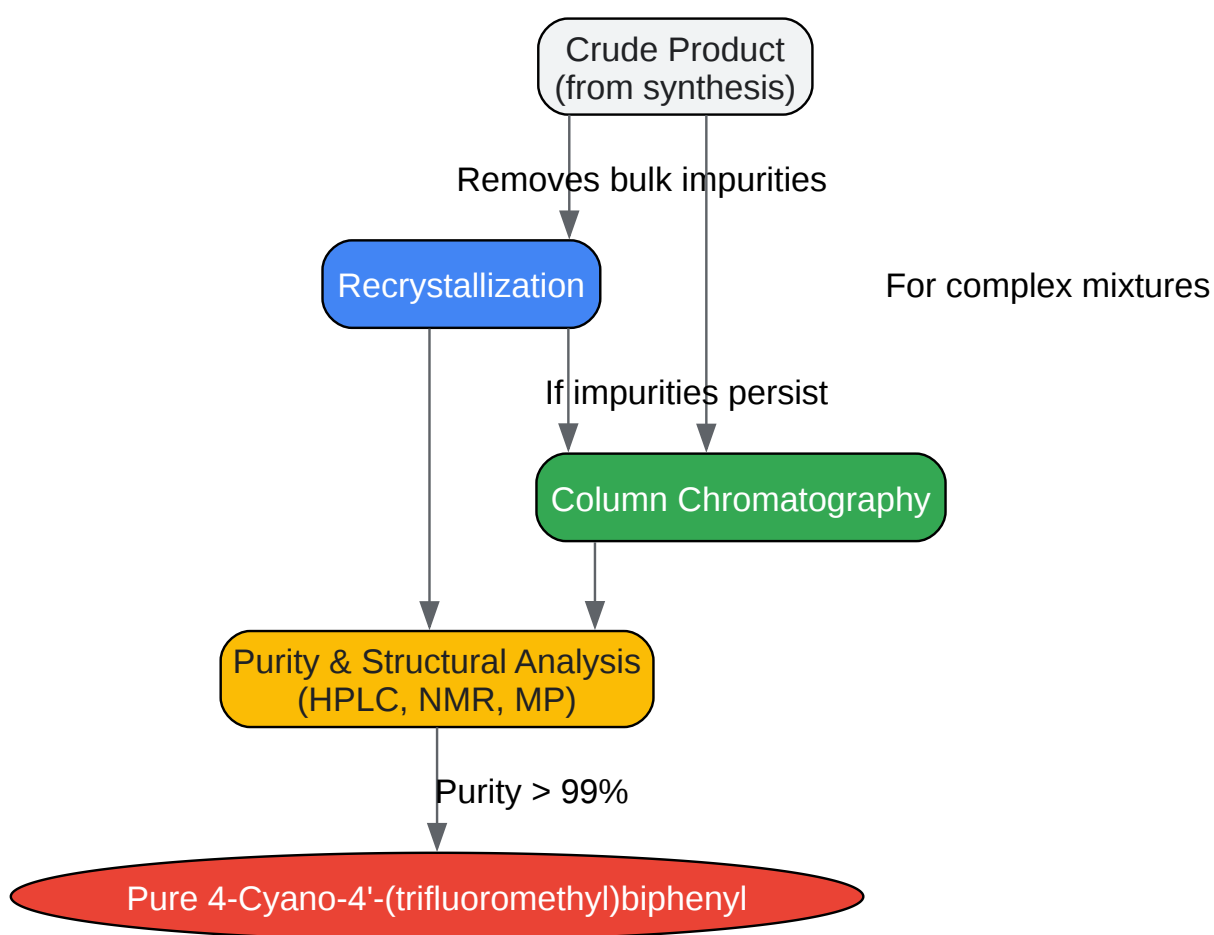 Crude Product
(from synthesis)
Removes bulk impurities
Recrystallization
For complex mixtures
If impurities persist
Column Chromatography
Purity & Structural Analysis
(HPLC, NMR, MP)
Purity > 99%
Pure 4-Cyano-4'-(trifluoromethyl)biphenyl